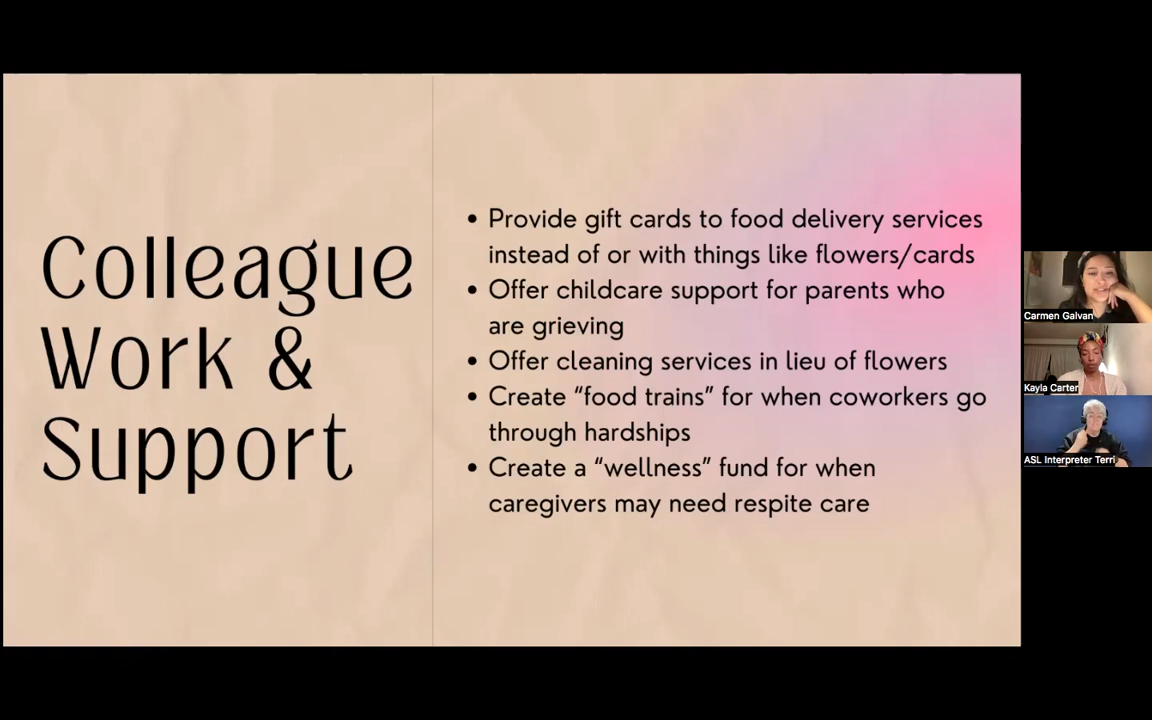 Colleague
Work &
Support
• Provide gift cards to food delivery services
instead of or with things like flowers/cards
• Offer childcare support for parents who
are grieving
• Offer cleaning services in lieu of flowers
• Create “food trains” for when coworkers go
through hardships
• Create a “wellness” fund for when
caregivers may need respite care
Carmen Galvan
Kayla Carter
ASL Interpreter Terri